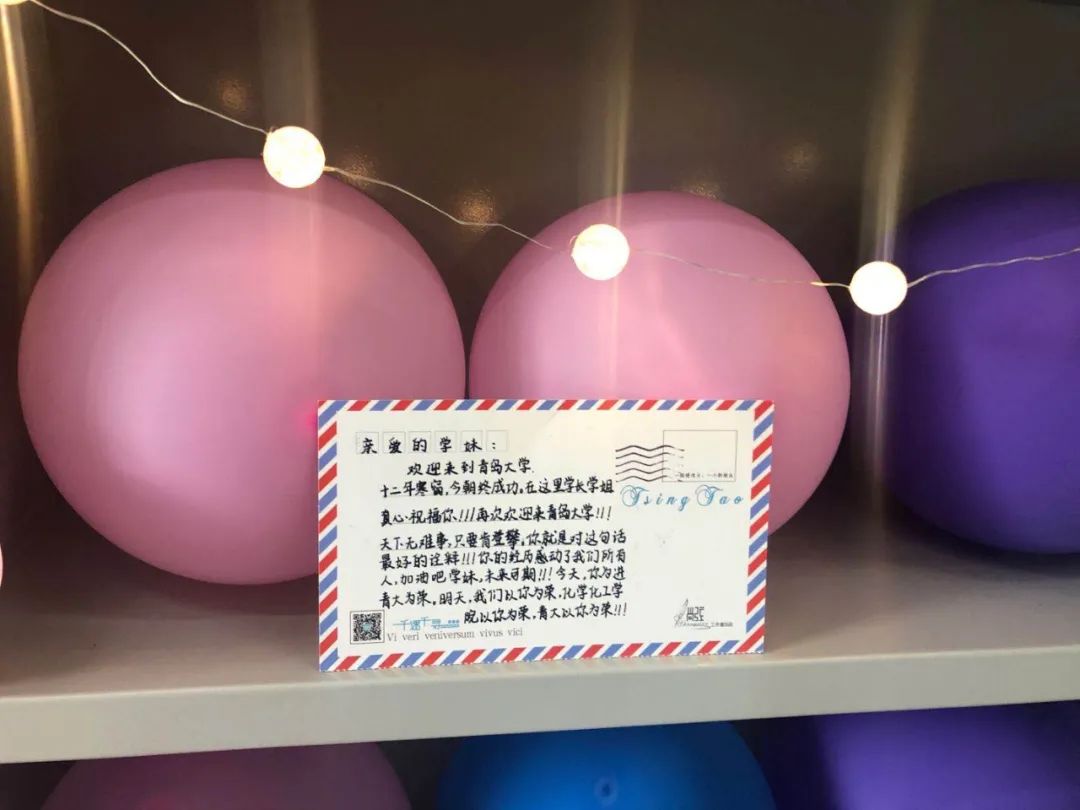 亲爱的学妹：
欢迎来到青岛大学.
十二年寒窗,今朝终成功。在这里学长学姐
真心祝福你!!!再次欢迎来青岛大学!!!
Tsing Tao
天下无难事,只要肯登攀,你就是对这句话
最好的诠释!!!你的经历感动了我们所有
人,加油吧学妹,未来可期!!!今天,你为进
青大为荣。明天,我们以你为荣,化学化工学
院以你为荣,青大以你为荣!!!
Vi veri veniversum vivus vici